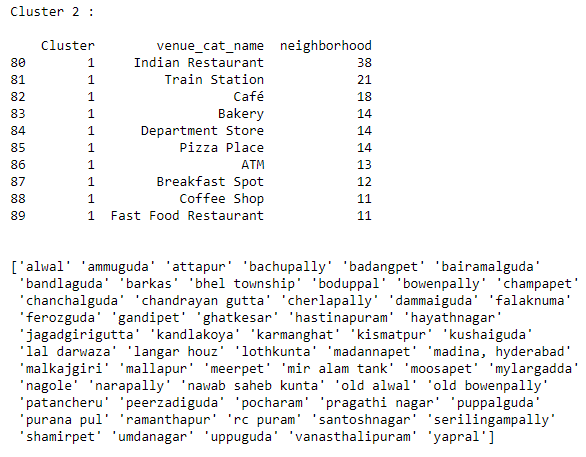 Cluster 2 :
Cluster venue_cat_name neighborhood
80 1 Indian Restaurant 38
81 1 Train Station 21
82 1 Café 18
83 1 Bakery 14
84 1 Department Store 14
85 1 Pizza Place 14
86 1 ATM 13
87 1 Breakfast Spot 12
88 1 Coffee Shop 11
89 1 Fast Food Restaurant 11
['alwal' 'ammuguda' 'attapur' 'bachupally' 'badangpet' 'bairamalguda'
'bandlaguda' 'barkas' 'bhel township' 'boduppal' 'bowenpally' 'champapet'
'chanchalguda' 'chandrayan gutta' 'cherlapally' 'dammaiguda' 'falaknuma'
'ferozguda' 'gandipet' 'ghatkesar' 'hastinapuram' 'hayathnagar'
'jagadgirigutta' 'kandlakoya' 'karmanghat' 'kismatpur' 'kushaiguda'
'lal darwaza' 'langar houz' 'lothkunta' 'madannapet' 'madina, hyderabad'
'malkajgiri' 'mallapur' 'meerpet' 'mir alam tank' 'moosapet' 'mylargadda'
'nagole' 'narapally' 'nawab saheb kunta' 'old alwal' 'old bowenpally'
'patancheru' 'peerzadiguda' 'pocharam' 'pragathi nagar' 'puppalguda'
'purana pul' 'ramanthapur' 'rc puram' 'santoshnagar' 'serilingampally'
'shamirpet' 'umdanagar' 'uppuguda' 'vanasthalipuram' 'yapral']